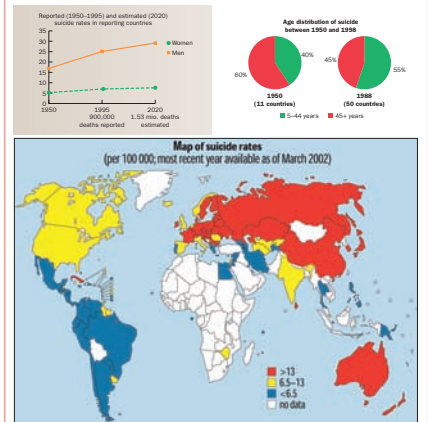 Reported (1950–1995) and estimated (2020)
suicide rates in reporting countries
35
30
25
20
15
10
5
0
Women
Men
1950
1995
2020
900,000
1.53 mio. deaths
deaths reported
estimated
Age distribution of suicide
between 1950 and 1998
60%
40%
45%
55%
1950
(11 countries)
1988
(50 countries)
5–44 years
45+ years
Map of suicide rates
(per 100 000; most recent year available as of March 2002)
>13
6.5–13
<6.5
no data